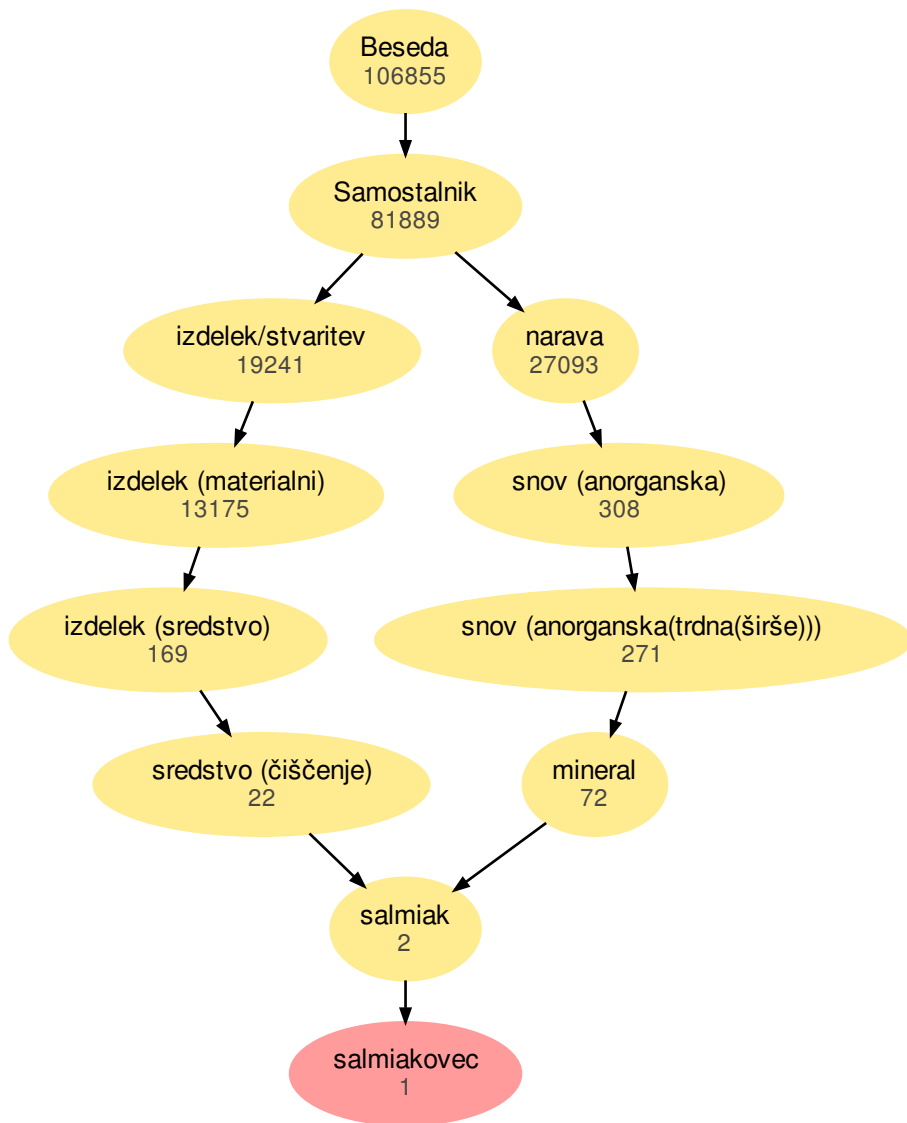 Beseda
106855
Samostalnik
81889
izdelek/stvaritev
19241
narava
27093
izdelek (materialni)
13175
snov (anorganska)
308
izdelek (sredstvo)
169
snov (anorganska(trdna(širše)))
271
sredstvo (čiščenje)
22
mineral
72
salmiak
2
salmiakovec
1